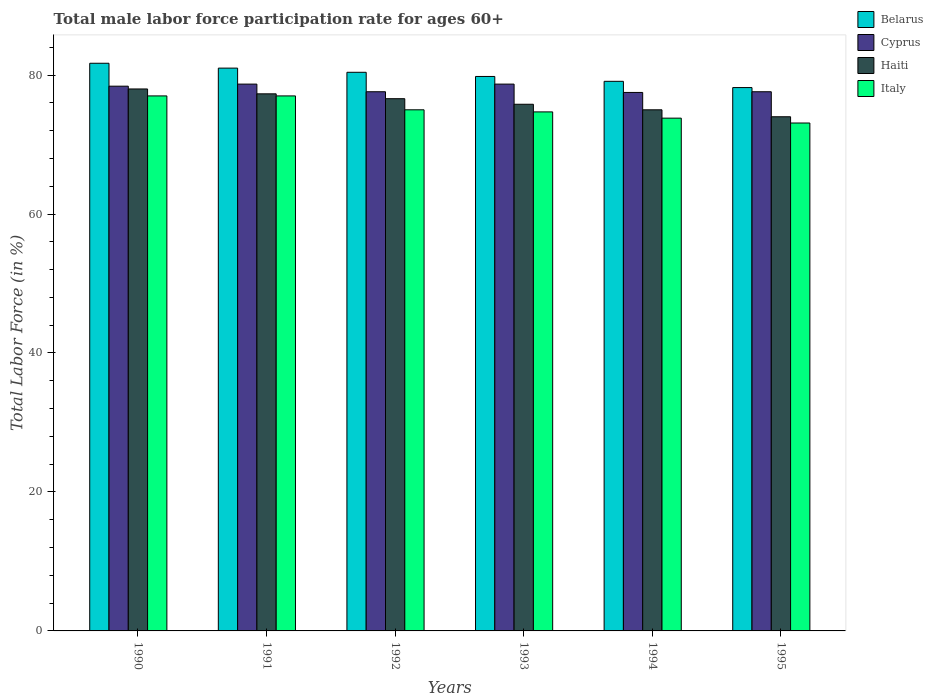 Total male labor force participation rate for ages 60+
Belarus
Cyprus
Haiti
Italy
Total Labor Force (in %)
80
60
40
20
0
1990
1991
1992
1993
1994
1995
Years